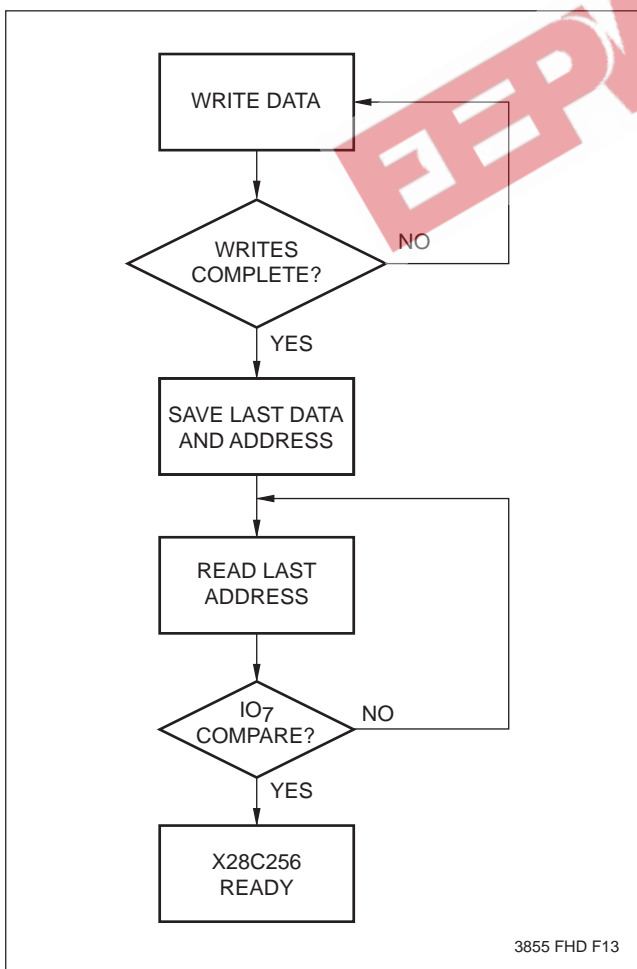 WRITE DATA
WRITES
COMPLETE?
NO
YES
SAVE LAST DATA
AND ADDRESS
READ LAST
ADDRESS
IO7
COMPARE?
NO
YES
X28C256
READY
3855 FHD F13